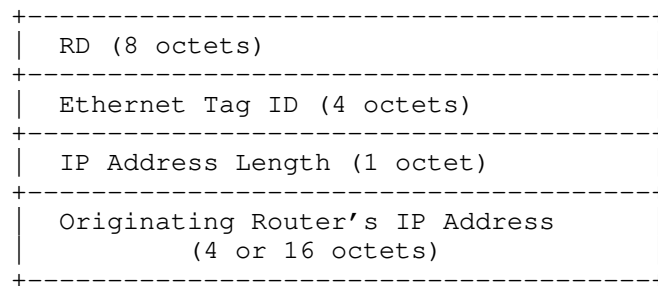 RD (8 octets)
Ethernet Tag ID (4 octets)
IP Address Length (1 octet)
Originating Router's IP Address
(4 or 16 octets)